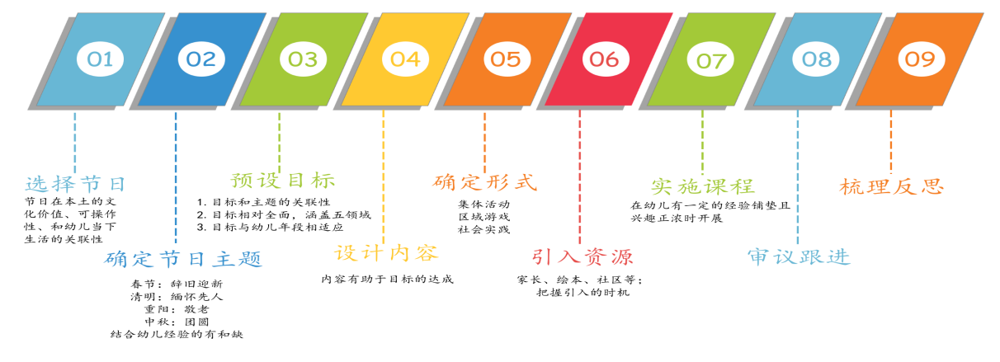 01
选择节日
节日在本土的文
化价值、可操作
性、和幼儿当下
生活的关联性
02
确定节日主题
春节：辞旧迎新
清明：缅怀先人
重阳：敬老
中秋：团圆
结合幼儿经验的有和缺
03
预设目标
1. 目标和主题的关联性
2. 目标相对全面，涵盖五领域
3. 目标与幼儿年段相适应
04
设计内容
内容有助于目标的达成
05
确定形式
集体活动
区域游戏
社会实践
06
引入资源
家长、绘本、社区等；
把握引入的时机
07
实施课程
在幼儿有一定的经验铺垫且
兴趣正浓时开展
08
审议跟进
09
梳理反思